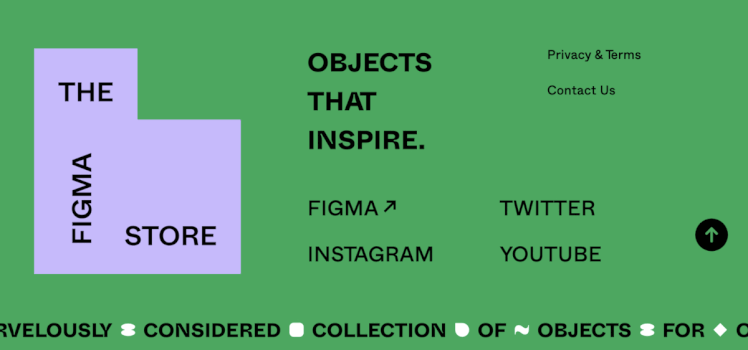 THE
FIGMA
STORE
OBJECTS
THAT
INSPIRE.
Privacy & Terms
Contact Us
FIGMA ↗
TWITTER
INSTAGRAM
YOUTUBE
RVELOUSLY CONSIDERED COLLECTION OF OBJECTS FOR O